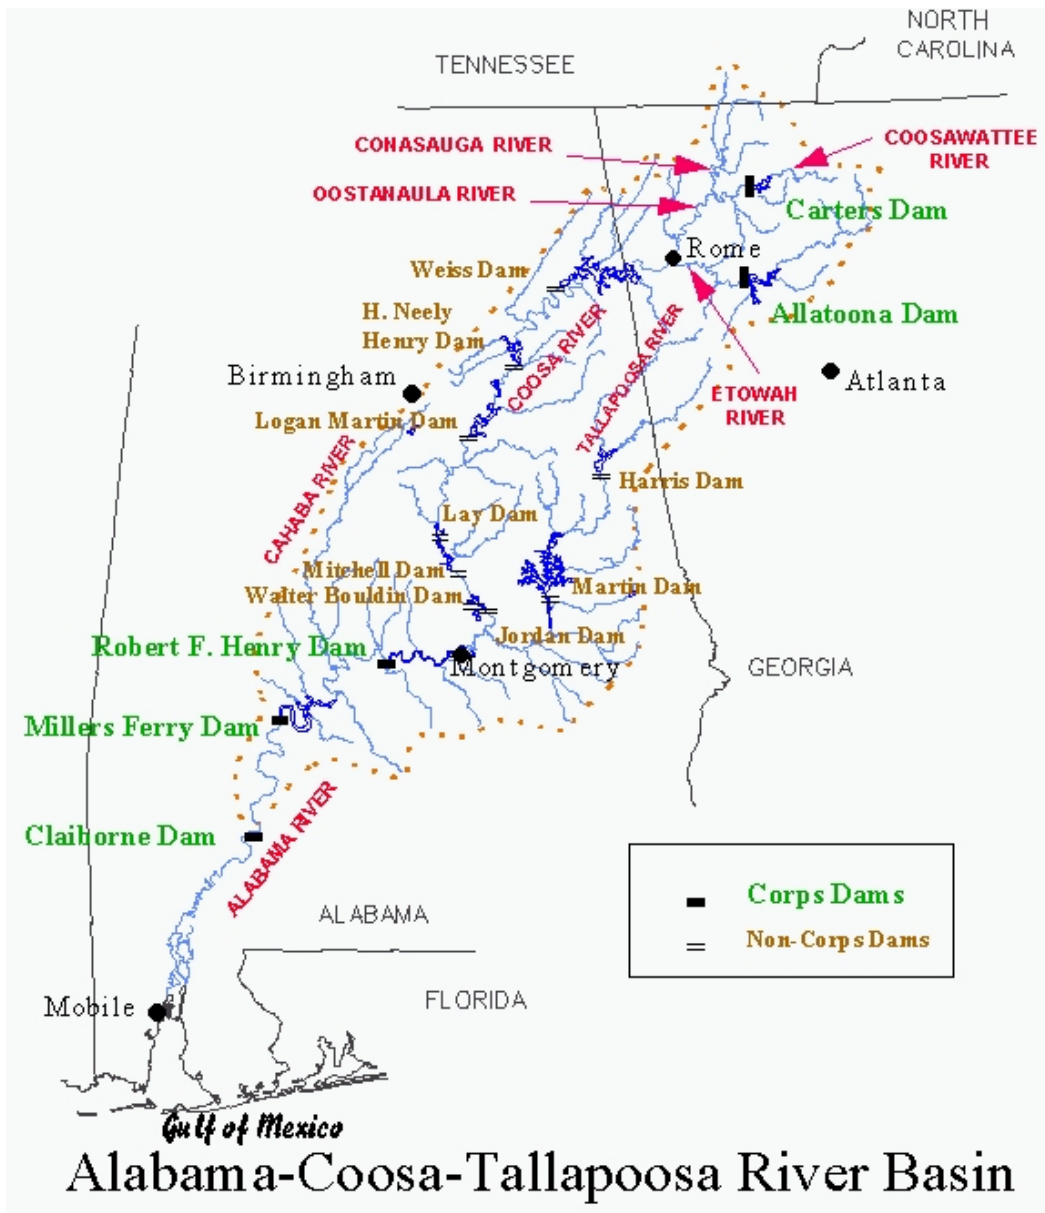 NORTH
CAROLINA
TENNESSEE
CONASAUGA RIVER
COOSAWATTEE
RIVER
OOSTANAULA RIVER
Carters Dam
Rome
Weiss Dam
H. Neely
Henry Dam
Allatoona Dam
COOSA RIVER
TALLAPOOSA RIVER
Birmingham
Atlanta
ETOWAH
RIVER
Logan Martin Dam
CAHABA RIVER
Harris Dam
Lay Dam
Mitchell Dam
Walter Bouldin Dam
Martin Dam
Jordan Dam
Robert F. Henry Dam
Montgomery
GEORGIA
Millers Ferry Dam
Claiborne Dam
ALABAMA RIVER
Corps Dams
Non-Corps Dams
ALABAMA
FLORIDA
Mobile
Gulf of Mexico
Alabama-Coosa-Tallapoosa River Basin